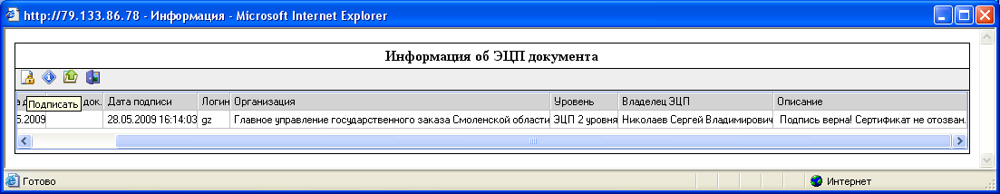 http://79.133.86.78 - Информация - Microsoft Internet Explorer
Информация об ЭЦП документа
Подписать
док. Дата подписи Логин Организация Уровень Владелец ЭЦП Описание
5.2009 28.05.2009 16:14:03 gz Главное управление государственного заказа Смоленской области ЭЦП 2 уровня Николаев Сергей Владимирович Подпись верна! Сертификат не отозван.
Готово Интернет